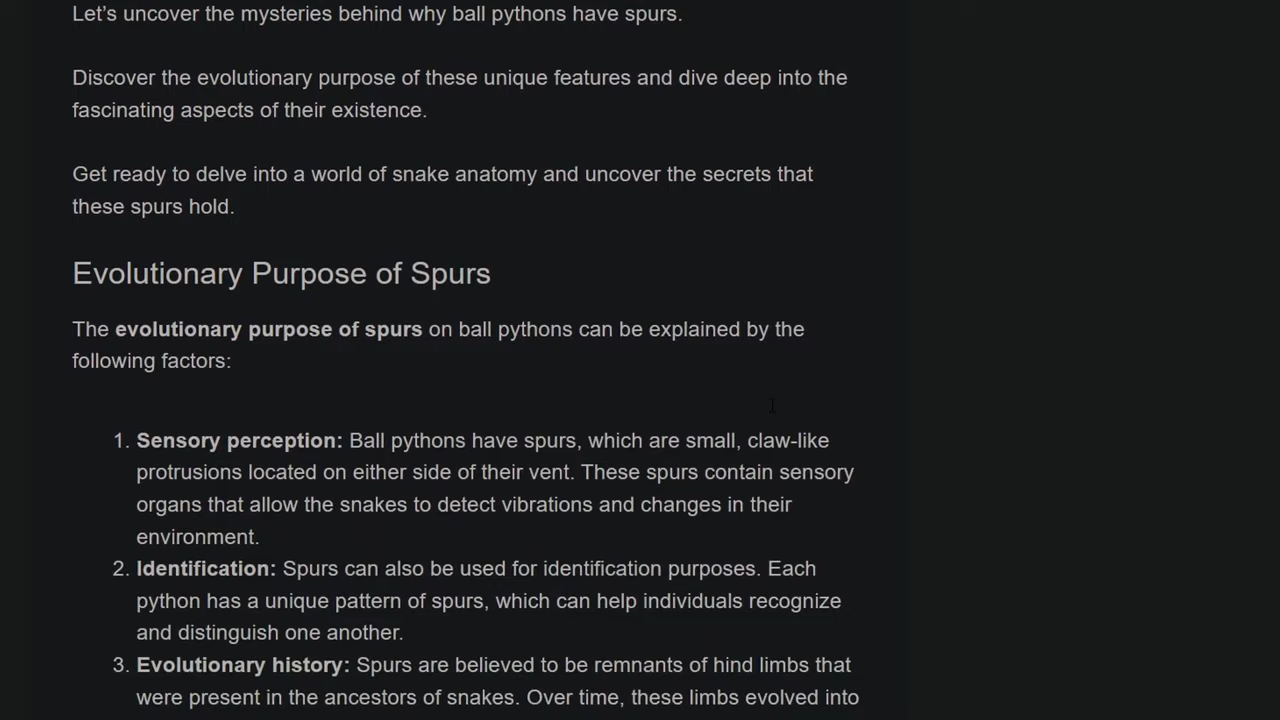 Let’s uncover the mysteries behind why ball pythons have spurs.
Discover the evolutionary purpose of these unique features and dive deep into the
fascinating aspects of their existence.
Get ready to delve into a world of snake anatomy and uncover the secrets that
these spurs hold.
Evolutionary Purpose of Spurs
The evolutionary purpose of spurs on ball pythons can be explained by the
following factors:
1. Sensory perception: Ball pythons have spurs, which are small, claw-like
protrusions located on either side of their vent. These spurs contain sensory
organs that allow the snakes to detect vibrations and changes in their
environment.
2. Identification: Spurs can also be used for identification purposes. Each
python has a unique pattern of spurs, which can help individuals recognize
and distinguish one another.
3. Evolutionary history: Spurs are believed to be remnants of hind limbs that
were present in the ancestors of snakes. Over time, these limbs evolved into